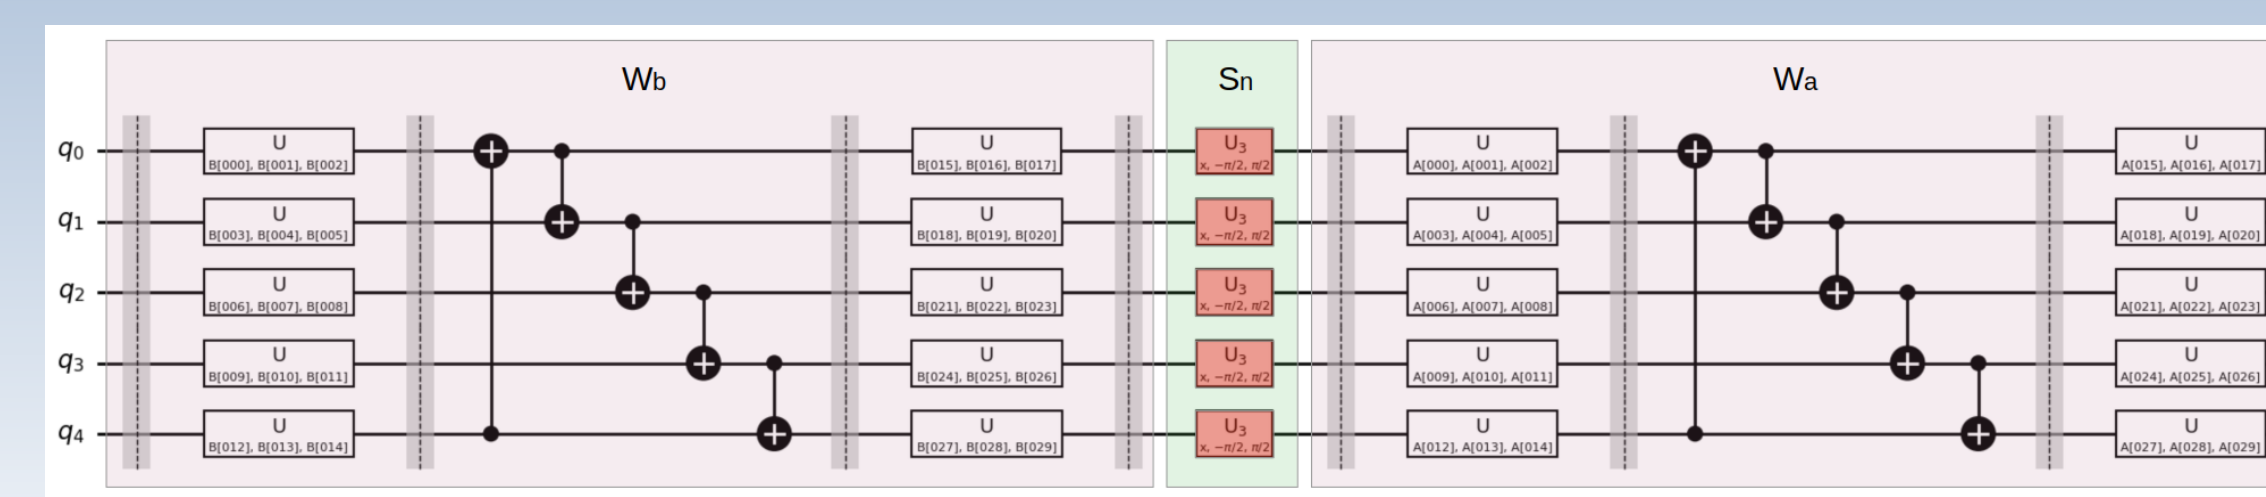 Wb Sn Wa
q0 U U U3 U U
B[000], B[001], B[002] B[015], B[016], B[017] x, −π/2, π/2 A[000], A[001], A[002] A[015], A[016], A[017]
q1 U U U3 U U
B[003], B[004], B[005] B[018], B[019], B[020] x, −π/2, π/2 A[003], A[004], A[005] A[018], A[019], A[020]
q2 U U U3 U U
B[006], B[007], B[008] B[021], B[022], B[023] x, −π/2, π/2 A[006], A[007], A[008] A[021], A[022], A[023]
q3 U U U3 U U
B[009], B[010], B[011] B[024], B[025], B[026] x, −π/2, π/2 A[009], A[010], A[011] A[024], A[025], A[026]
q4 U U U3 U U
B[012], B[013], B[014] B[027], B[028], B[029] x, −π/2, π/2 A[012], A[013], A[014] A[027], A[028], A[029]